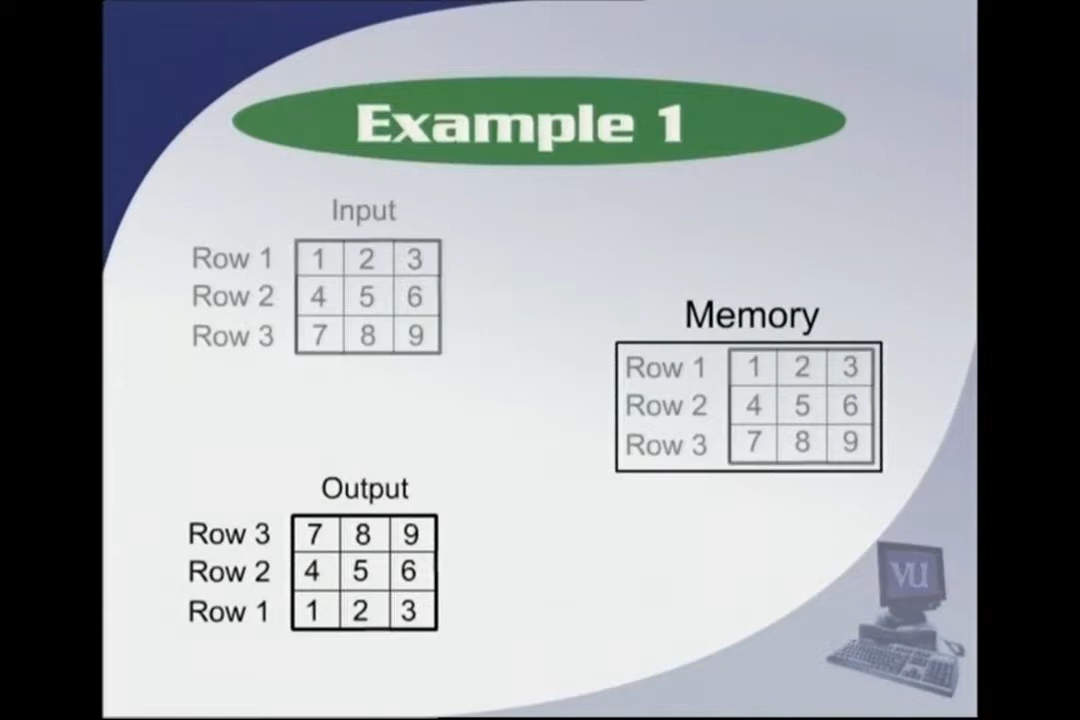 Example 1
Input
Row 1 1 2 3
Row 2 4 5 6
Row 3 7 8 9
Memory
Row 1 1 2 3
Row 2 4 5 6
Row 3 7 8 9
Output
Row 3 7 8 9
Row 2 4 5 6
Row 1 1 2 3
VU